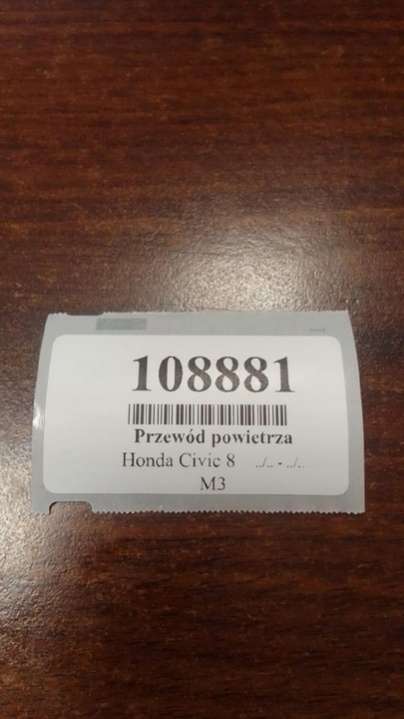 108881
Przewód powietrza
Honda Civic 8 ../.. - ../..
M3